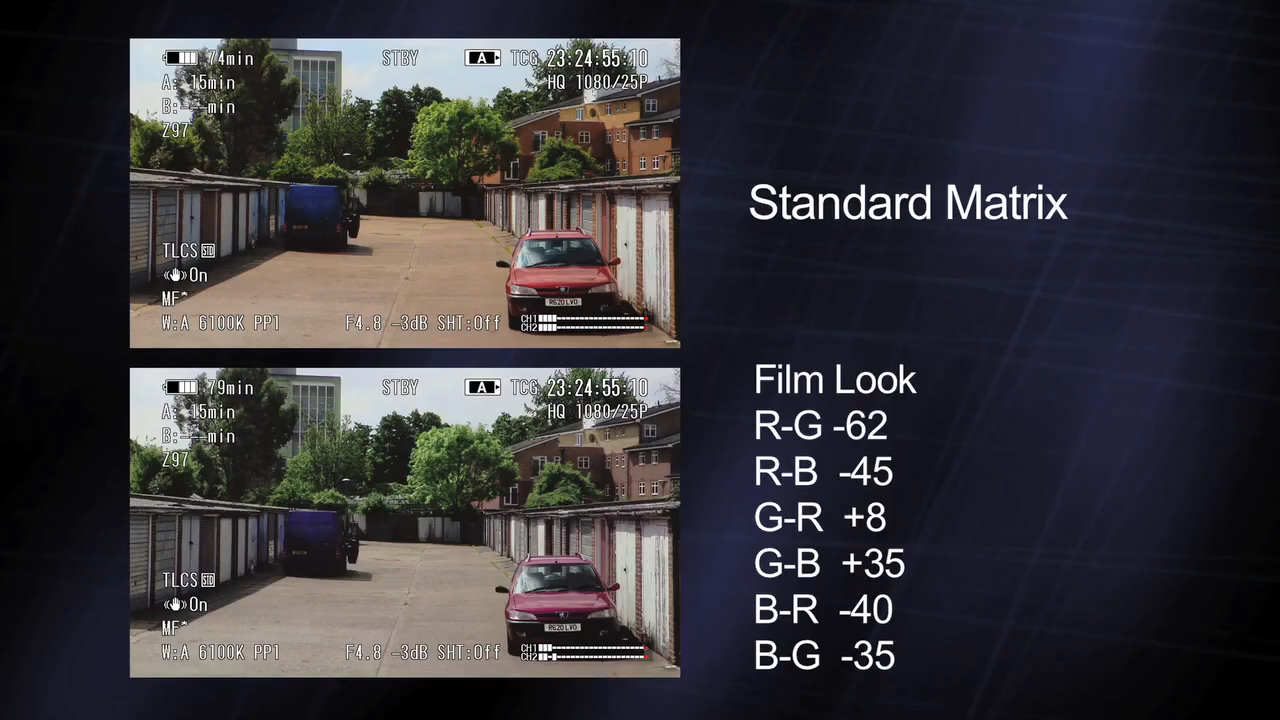 74min STBY A TCG 23:24:55:10
A: 15min HQ 1080/25P
B:---min
Z97
TLCS STD
On
MF*
W:A 6100K PP1 F4.8 -3dB SHT:Off CH1
CH2
R620 LVO
Standard Matrix
79min STBY A TCG 23:24:55:10
A: 15min HQ 1080/25P
B:---min
Z97
TLCS STD
On
MF*
W:A 6100K PP1 F4.8 -3dB SHT:Off CH1
CH2
R620 LVO
Film Look
R-G -62
R-B -45
G-R +8
G-B +35
B-R -40
B-G -35